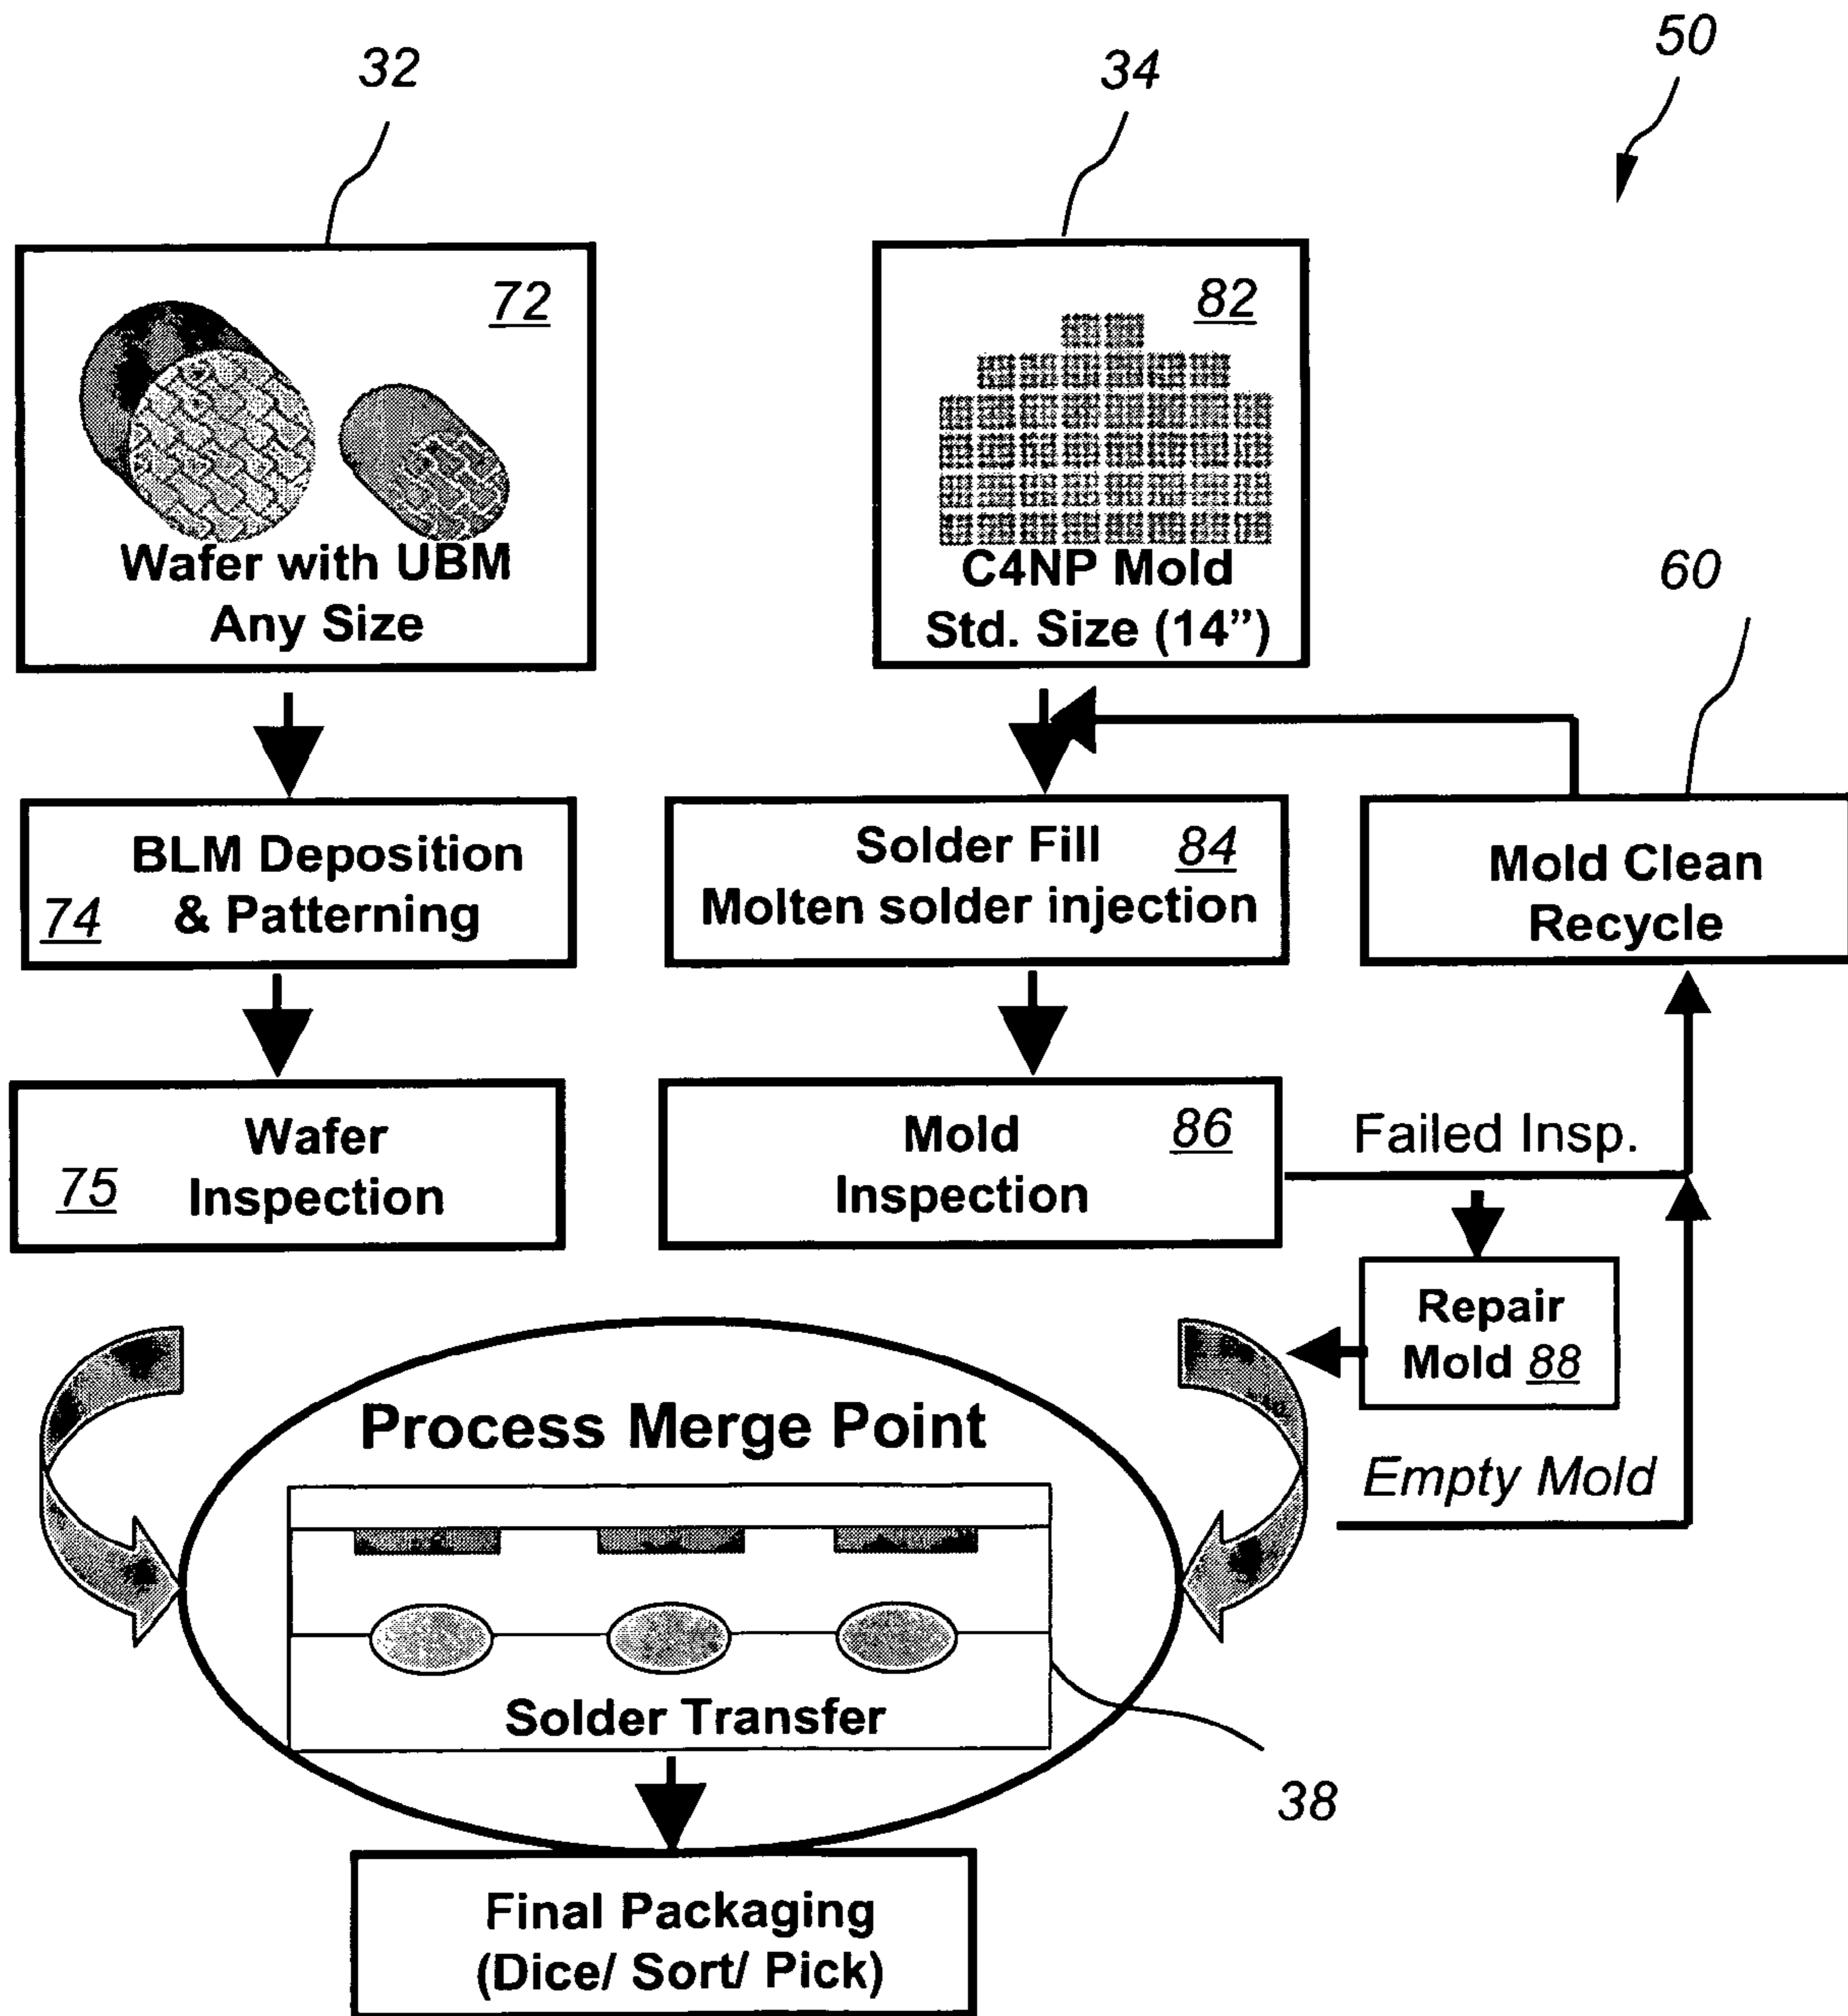 32
34
50
72
Wafer with UBM
Any Size
82
C4NP Mold
Std. Size (14”)
60
BLM Deposition
74 & Patterning
Solder Fill 84
Molten solder injection
Mold Clean
Recycle
Wafer
75 Inspection
Mold 86
Inspection
Failed Insp.
Repair
Mold 88
Empty Mold
Process Merge Point
Solder Transfer
38
Final Packaging
(Dice/ Sort/ Pick)